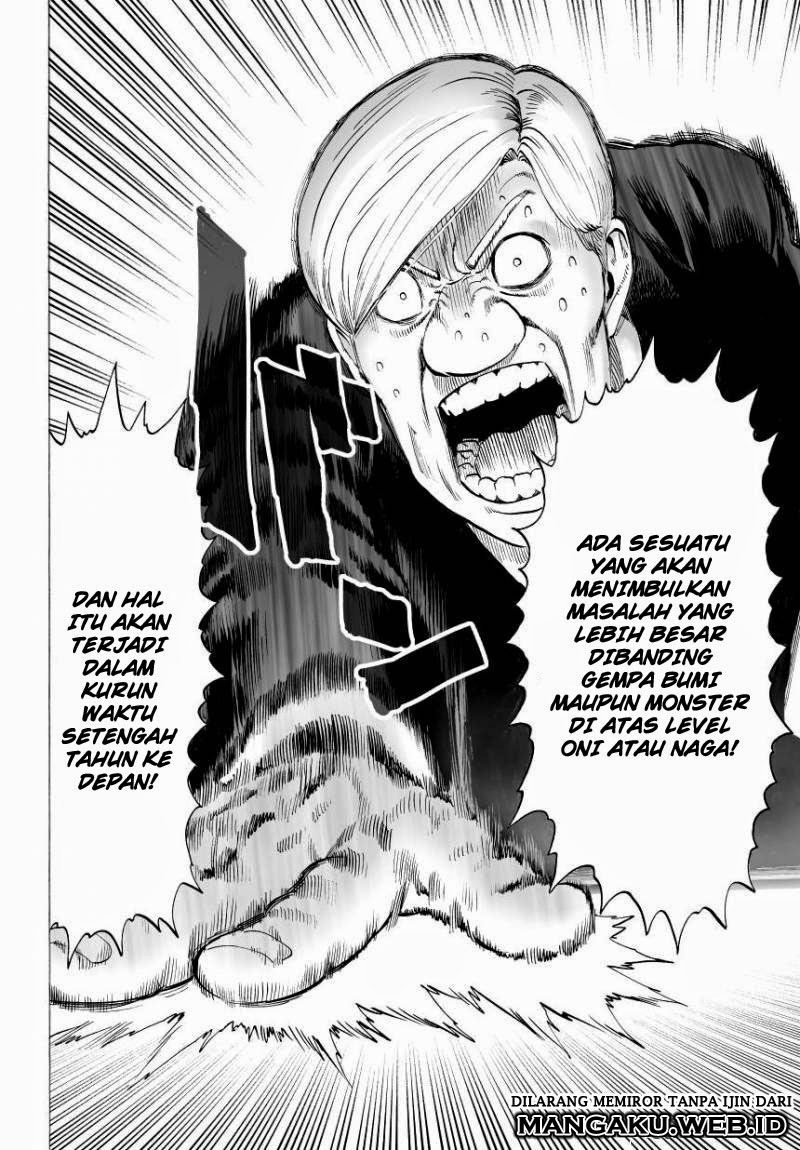 ADA SESUATU
YANG AKAN
MENIMBULKAN
MASALAH YANG
LEBIH BESAR
DIBANDING
GEMPA BUMI
MAUPUN MONSTER
DI ATAS LEVEL
ONI ATAU NAGA!
DAN HAL
ITU AKAN
TERJADI
DALAM
KURUN
WAKTU
SETENGAH
TAHUN KE
DEPAN!
DILARANG MEMIROR TANPA IJIN DARI
MANGAKU.WEB.ID